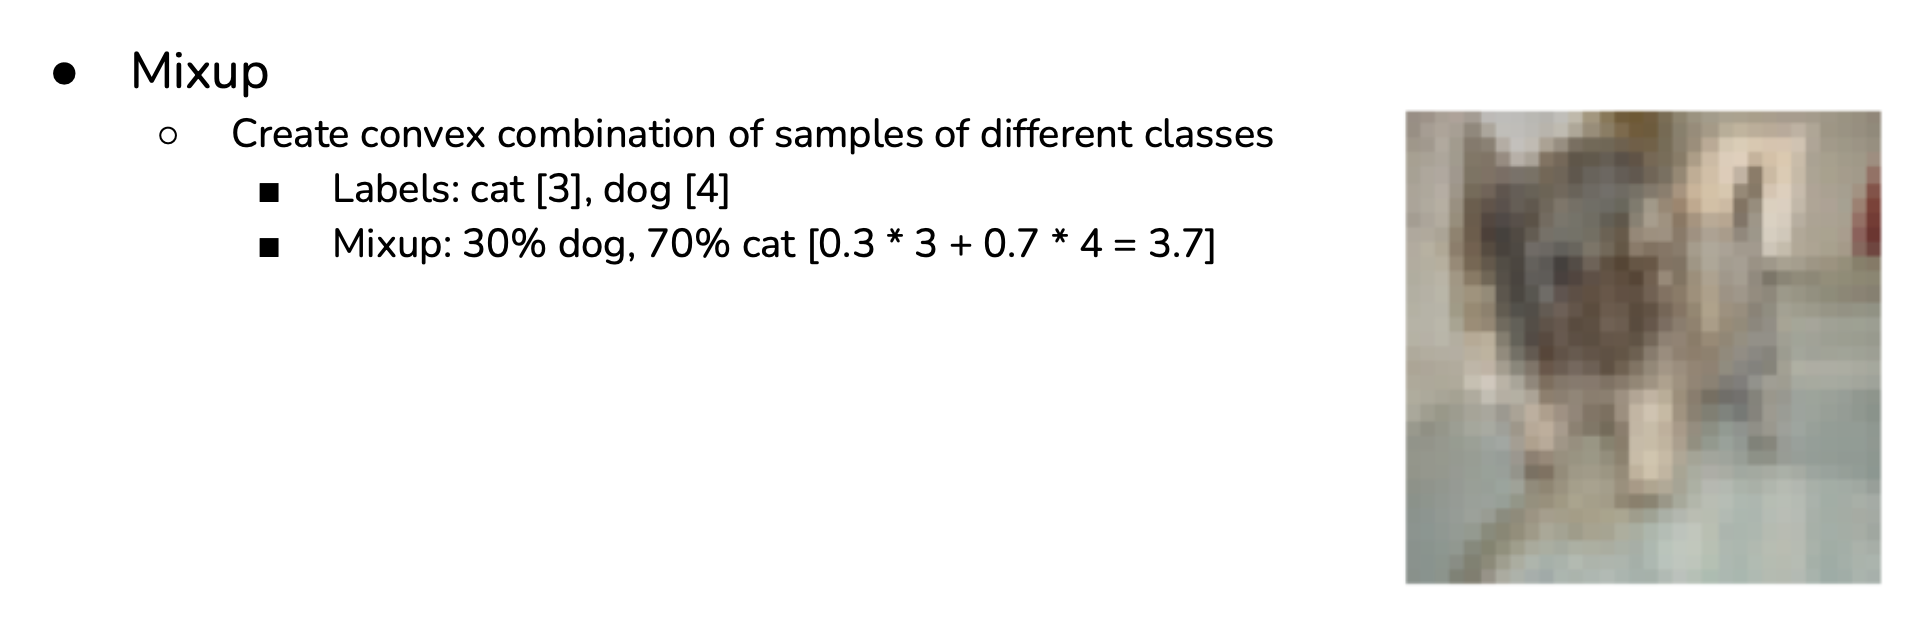 ● Mixup
○ Create convex combination of samples of different classes
■ Labels: cat [3], dog [4]
■ Mixup: 30% dog, 70% cat [0.3 * 3 + 0.7 * 4 = 3.7]